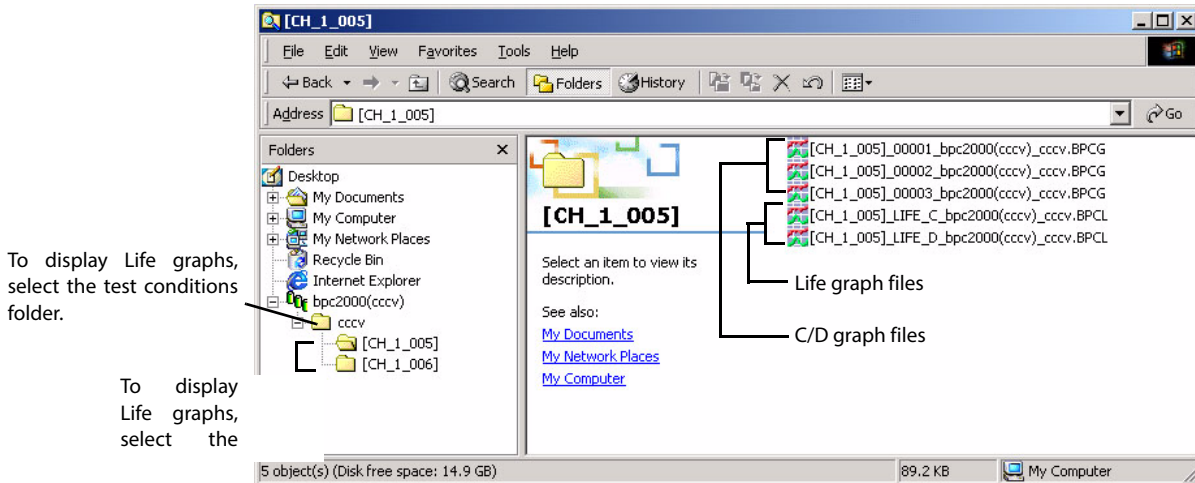 [CH_1_005]
File Edit View Favorites Tools Help
Back Search Folders History
Address [CH_1_005] Go
Folders
Desktop
My Documents
My Computer
My Network Places
Recycle Bin
Internet Explorer
bpc2000(cccv)
cccv
[CH_1_005]
[CH_1_006]
To display Life graphs,
select the test conditions
folder.
To display
Life graphs,
select the
[CH_1_005]
Select an item to view its
description.
See also:
My Documents
My Network Places
My Computer
[CH_1_005]_00001_bpc2000(cccv)_cccv.BPCG
[CH_1_005]_00002_bpc2000(cccv)_cccv.BPCG
[CH_1_005]_00003_bpc2000(cccv)_cccv.BPCG
[CH_1_005]_LIFE_C_bpc2000(cccv)_cccv.BPCL
[CH_1_005]_LIFE_D_bpc2000(cccv)_cccv.BPCL
Life graph files
C/D graph files
5 object(s) (Disk free space: 14.9 GB) 89.2 KB My Computer